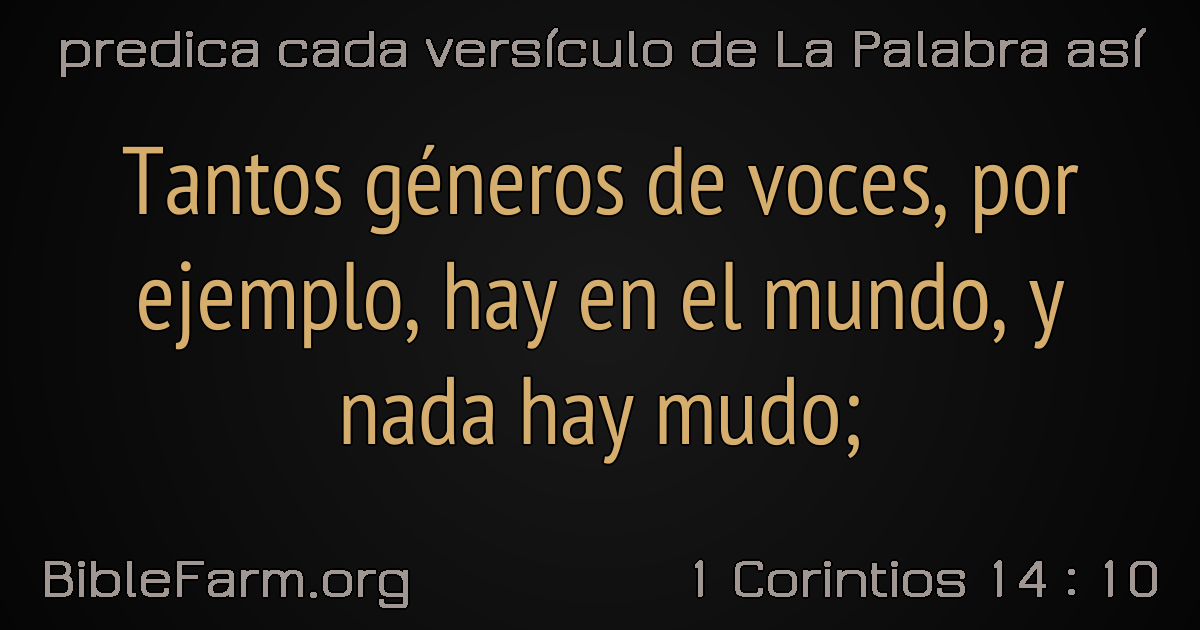 predica cada versículo de La Palabra así
Tantos géneros de voces, por
ejemplo, hay en el mundo, y
nada hay mudo;
BibleFarm.org
1 Corintios 14 : 10